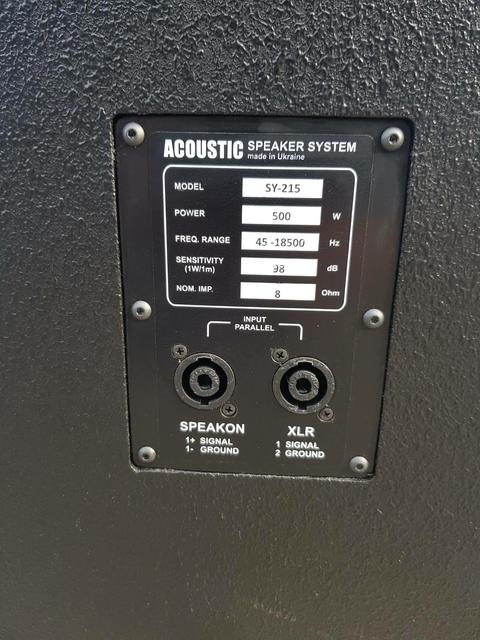 ACOUSTIC SPEAKER SYSTEM
made in Ukraine
MODEL SY-215
POWER 500 W
FREQ. RANGE 45 -18500 Hz
SENSITIVITY (1W/1m) 98 dB
NOM. IMP. 8 Ohm
INPUT
PARALLEL
SPEAKON XLR
1+ SIGNAL 1 SIGNAL
1- GROUND 2 GROUND